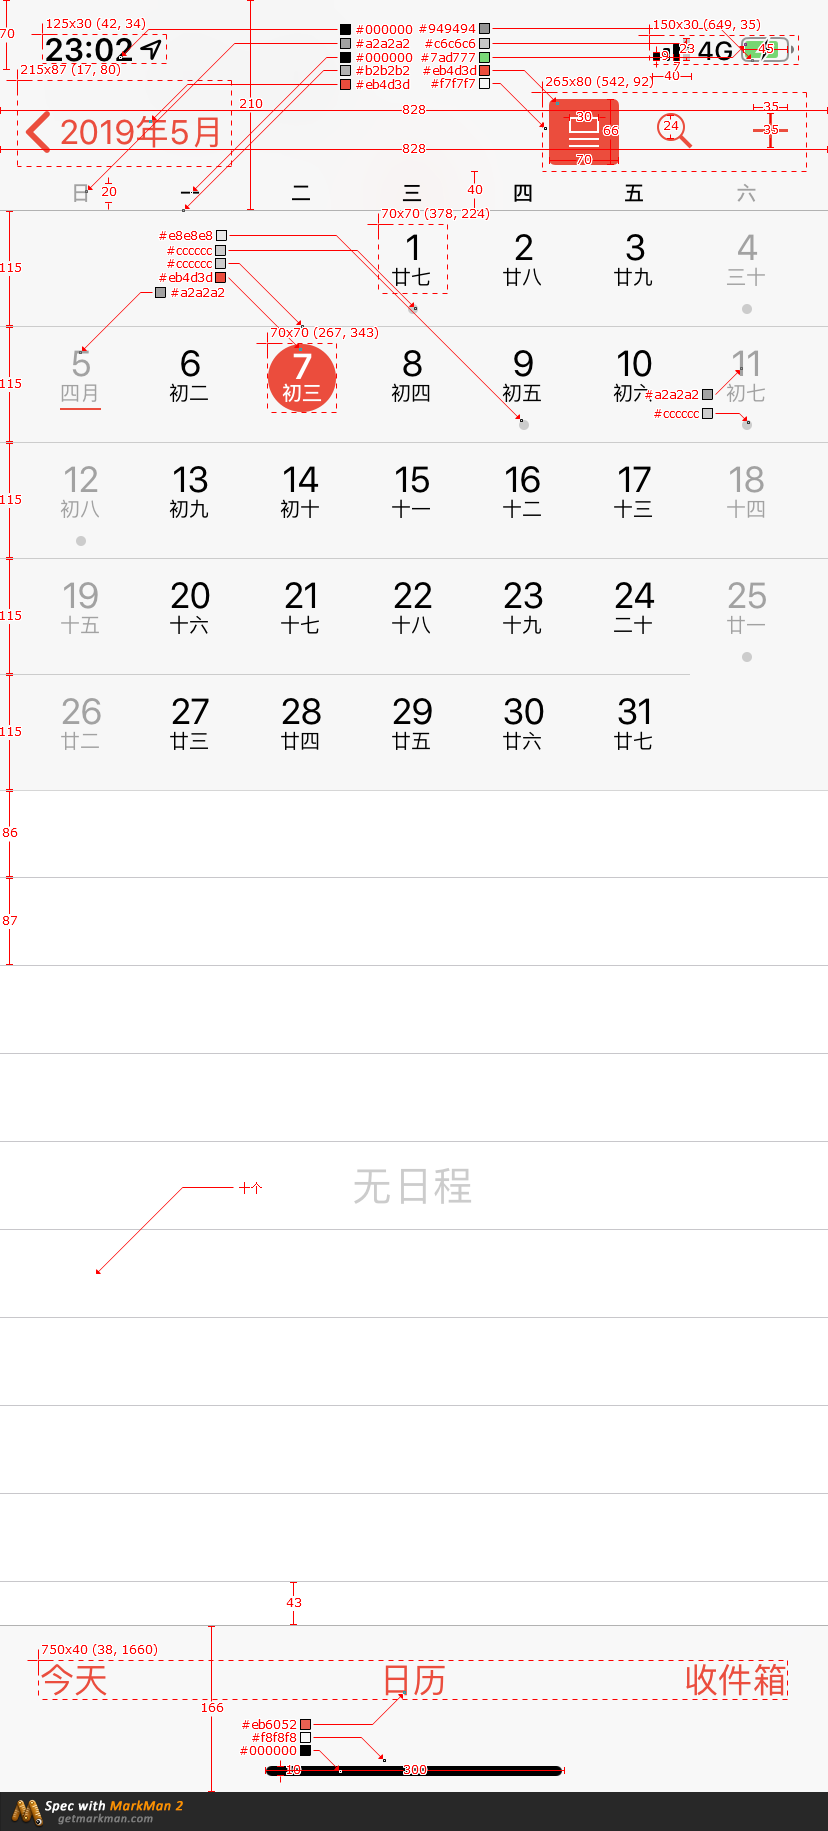 70
125x30 (42, 34)
#000000 #949494
150x30 (649, 35)
23:02
#a2a2a2 #c6c6c6
23
4G
45
#000000 #7ad777
9
7
215x87 (17, 80)
#b2b2b2 #eb4d3d
40
#eb4d3d #f7f7f7
265x80 (542, 92)
210
828
35
30
66
24
35
2019年5月
828
70
日 一 二 三 四 五 六
20
40
70x70 (378, 224)
#e8e8e8
#cccccc
#cccccc
#eb4d3d
#a2a2a2
115
1 2 3 4
廿七 廿八 廿九 三十
70x70 (267, 343)
115
5 6 7 8 9 10 11
四月 初二 初三 初四 初五 初六 初七
#a2a2a2
#cccccc
115
12 13 14 15 16 17 18
初八 初九 初十 十一 十二 十三 十四
115
19 20 21 22 23 24 25
十五 十六 十七 十八 十九 二十 廿一
115
26 27 28 29 30 31
廿二 廿三 廿四 廿五 廿六 廿七
86
87
无日程
十个
43
750x40 (38, 1660)
今天 日历 收件箱
166
#eb6052
#f8f8f8
#000000
10
300
Spec with MarkMan 2
getmarkman.com